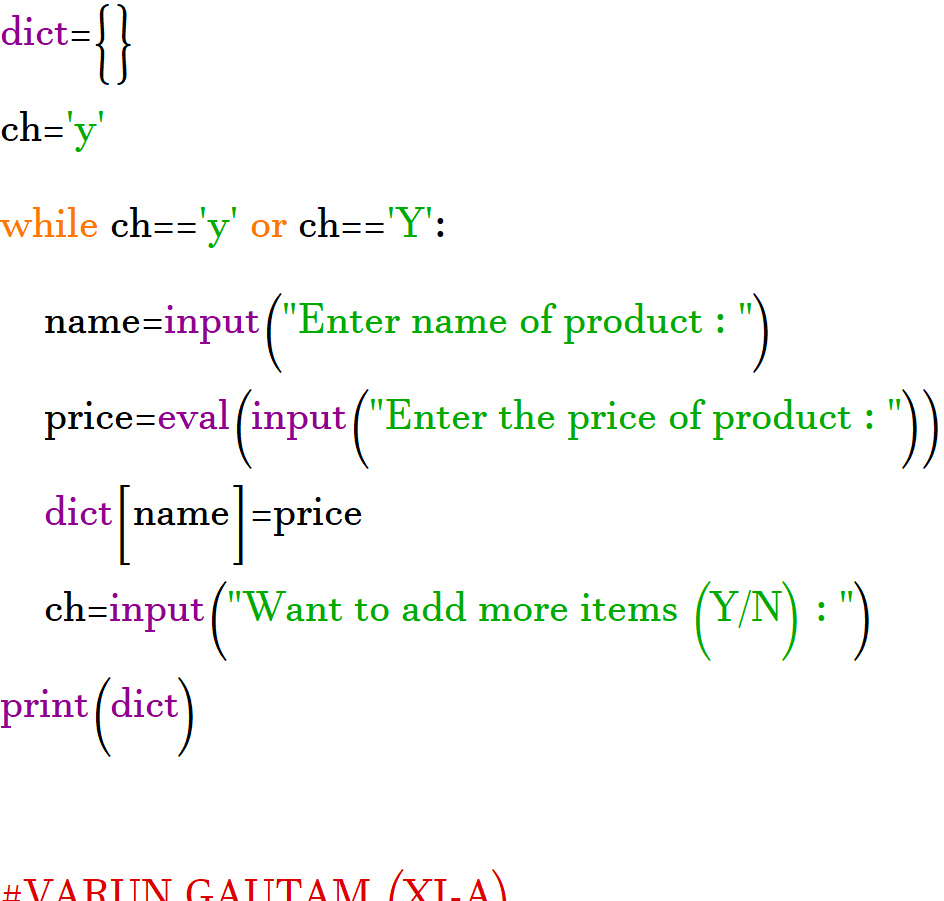 dict={}
ch='y'
while ch=='y' or ch=='Y':
    name=input("Enter name of product : ")
    price=eval(input("Enter the price of product : "))
    dict[name]=price
    ch=input("Want to add more items (Y/N) : ")
print(dict)
#VARUN GAUTAM (XI-A)